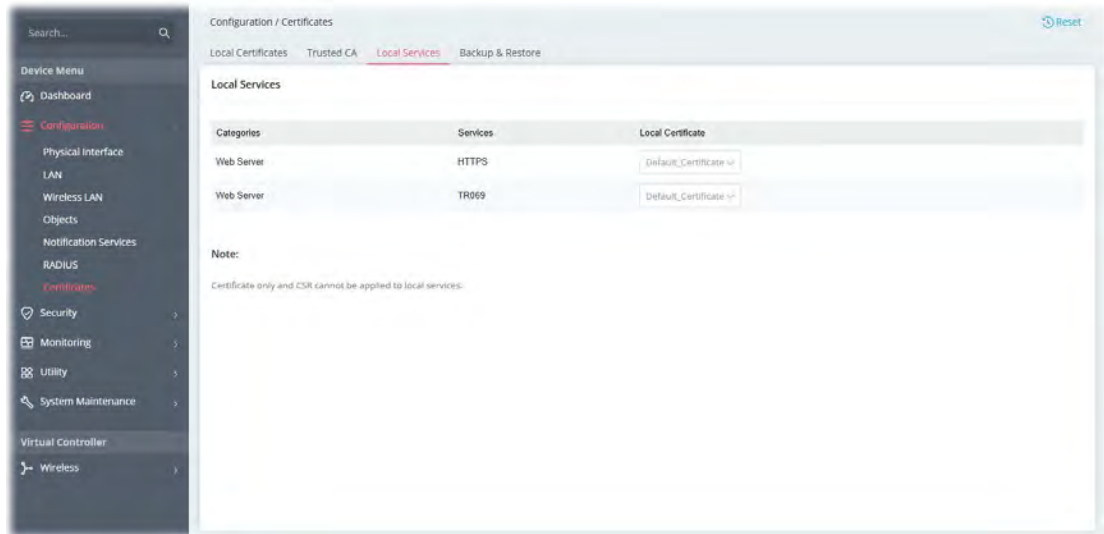 Search...
Configuration / Certificates
Reset
Local Certificates Trusted CA Local Services Backup & Restore
Device Menu
Dashboard
Configuration
Physical Interface
LAN
Wireless LAN
Objects
Notification Services
RADIUS
Certificates
Security
Monitoring
Utility
System Maintenance
Virtual Controller
Wireless
Local Services
Categories Services Local Certificate
Web Server HTTPS Default_Certificate
Web Server TR069 Default_Certificate
Note:
Certificate only and CSR cannot be applied to local services.